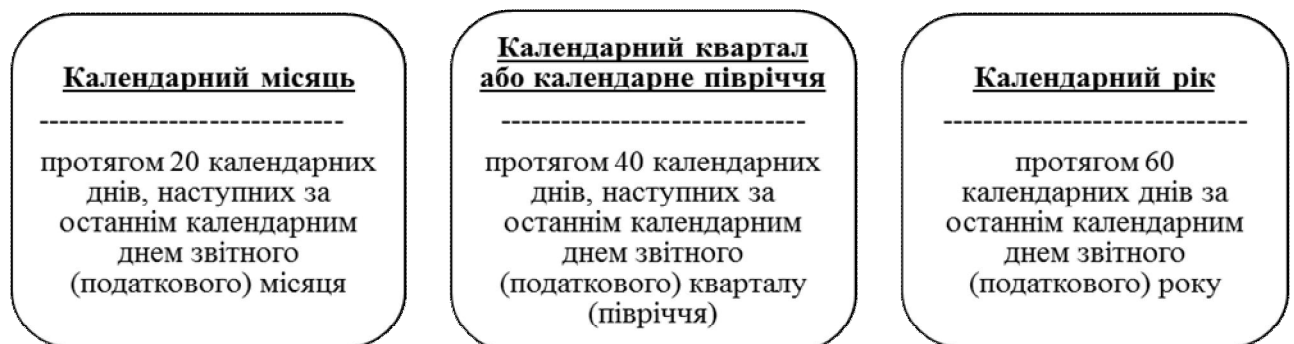 Календарний місяць
------------------------------
протягом 20 календарних
днів, наступних за
останнім календарним
днем звітного
(податкового) місяця
Календарний квартал
або календарне півріччя
------------------------------
протягом 40 календарних
днів, наступних за
останнім календарним
днем звітного
(податкового) кварталу
(півріччя)
Календарний рік
------------------------------
протягом 60
календарних днів за
останнім календарним
днем звітного
(податкового) року